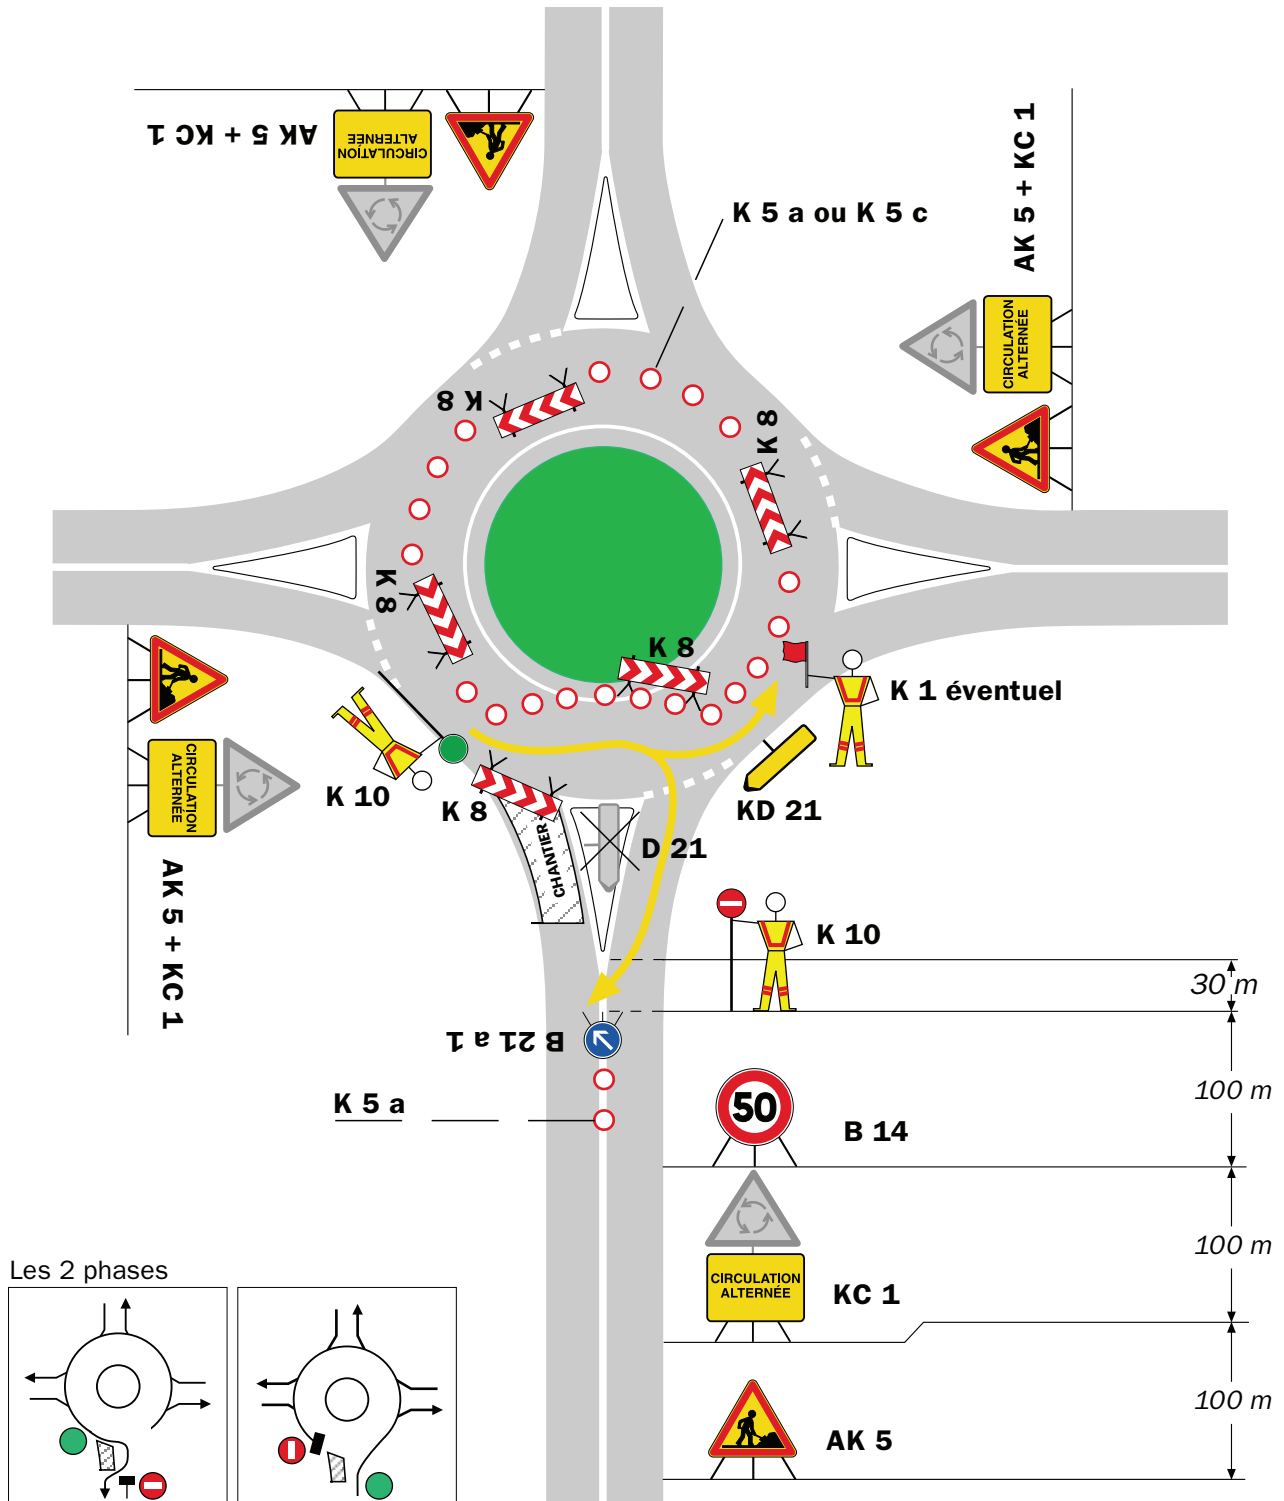 AK 5 + KC 1
CIRCULATION
ALTERNÉE
K 5 a ou K 5 c
AK 5 + KC 1
CIRCULATION
ALTERNÉE
K 8
K 8
K 8
K 8
K 1 éventuel
CIRCULATION
ALTERNÉE
AK 5 + KC 1
K 10
K 8
CHANTIER
D 21
KD 21
K 10
30 m
B 21 a 1
K 5 a
50
B 14
100 m
CIRCULATION
ALTERNÉE
KC 1
100 m
AK 5
100 m
Les 2 phases